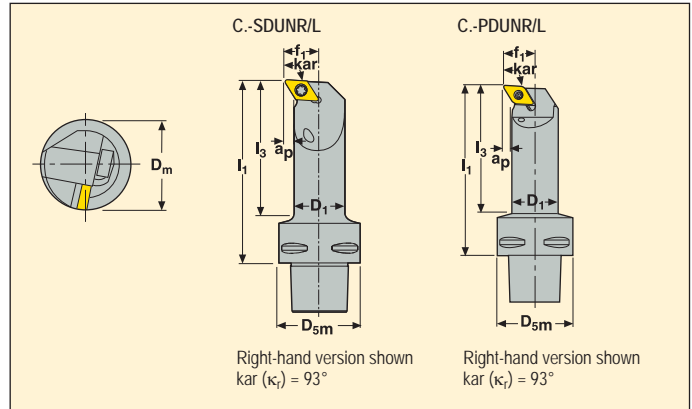 C.-SDUNR/L
C.-PDUNR/L
f1
kar
f1
kar
Dm
l1
l3
ap
D1
D5m
l1
l3
ap
D1
D5m
Right-hand version shown
kar (κr) = 93°
Right-hand version shown
kar (κr) = 93°